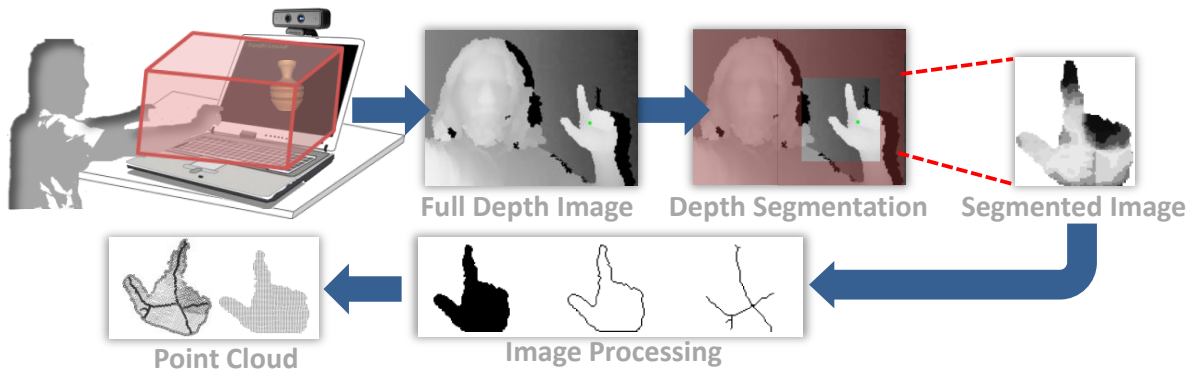 Full Depth Image
Depth Segmentation
Segmented Image
Point Cloud
Image Processing